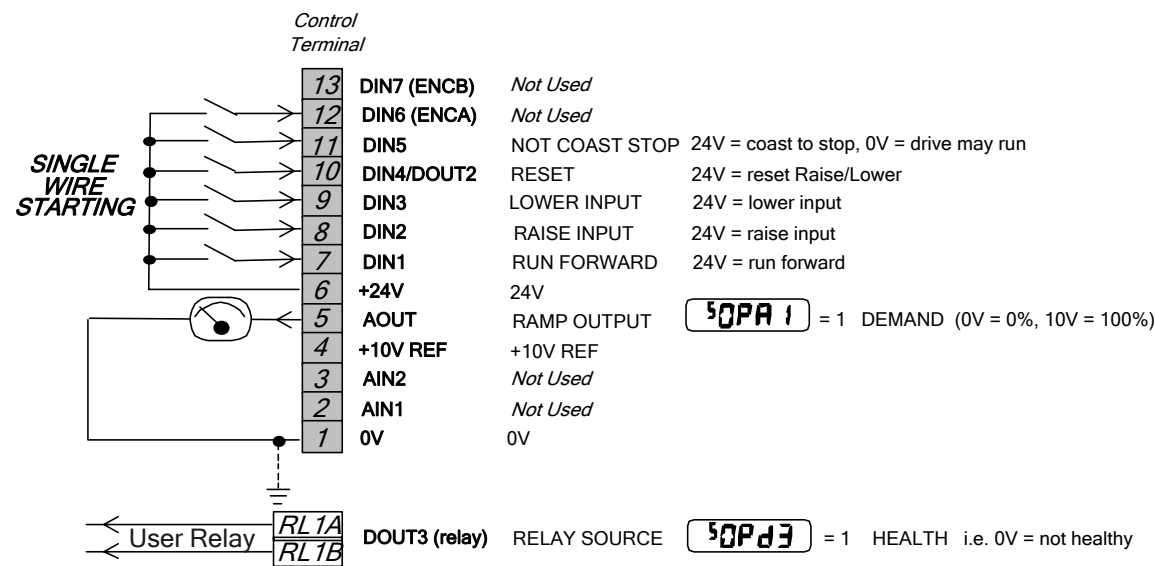 Control
Terminal
13 DIN7 (ENCB) Not Used
12 DIN6 (ENCA) Not Used
11 DIN5 NOT COAST STOP 24V = coast to stop, 0V = drive may run
10 DIN4/DOUT2 RESET 24V = reset Raise/Lower
SINGLE
WIRE
STARTING
9 DIN3 LOWER INPUT 24V = lower input
8 DIN2 RAISE INPUT 24V = raise input
7 DIN1 RUN FORWARD 24V = run forward
6 +24V 24V
5 AOUT RAMP OUTPUT SOPA1 = 1 DEMAND (0V = 0%, 10V = 100%)
4 +10V REF +10V REF
3 AIN2 Not Used
2 AIN1 Not Used
1 0V 0V
User Relay
RL1A
RL1B
DOUT3 (relay) RELAY SOURCE SOPd3 = 1 HEALTH i.e. 0V = not healthy